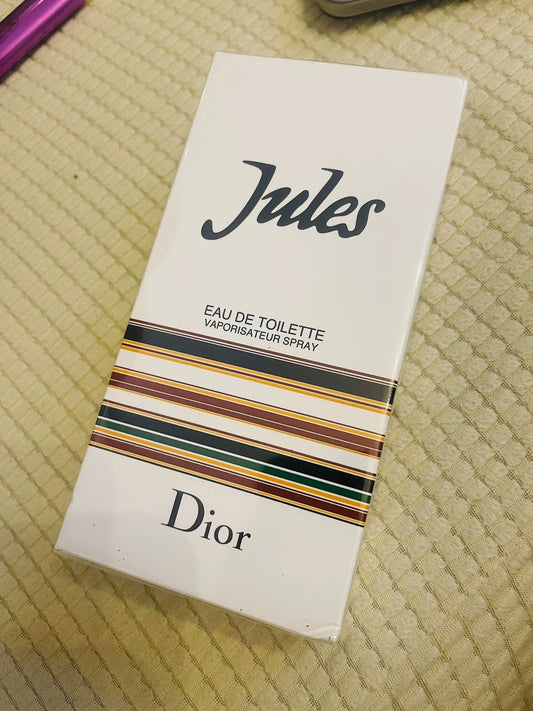 Jules
EAU DE TOILETTE
VAPORISATEUR SPRAY
Dior